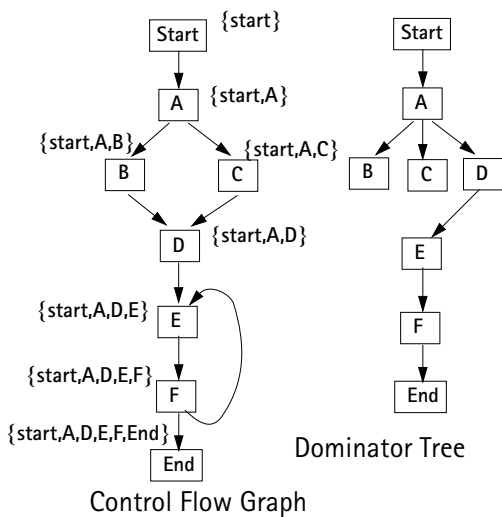 {start}
Start
Start
A
{start,A}
A
{start,A,B}
{start,A,C}
B
C
B
C
D
D
{start,A,D}
E
{start,A,D,E}
E
F
{start,A,D,E,F}
F
End
{start,A,D,E,F,End}
Dominator Tree
End
Control Flow Graph